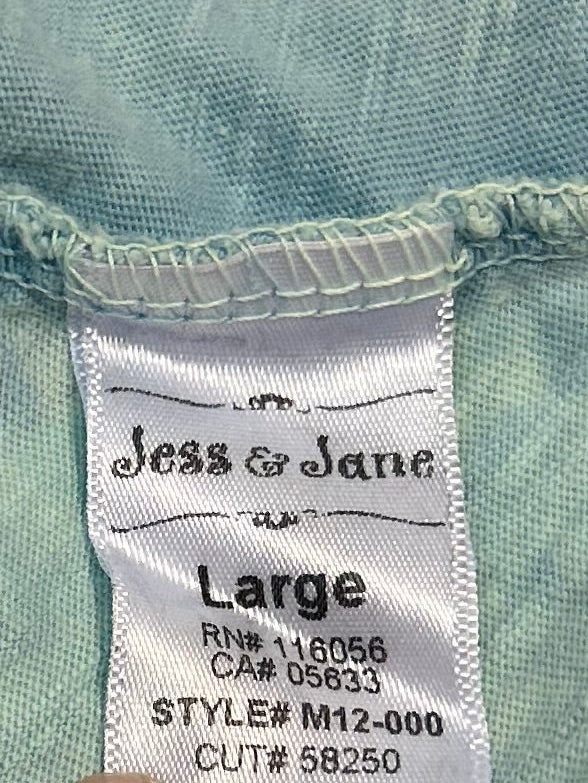 Jess & Jane
Large
RN# 116056
CA# 05633
STYLE# M12-000
CUT# 58250